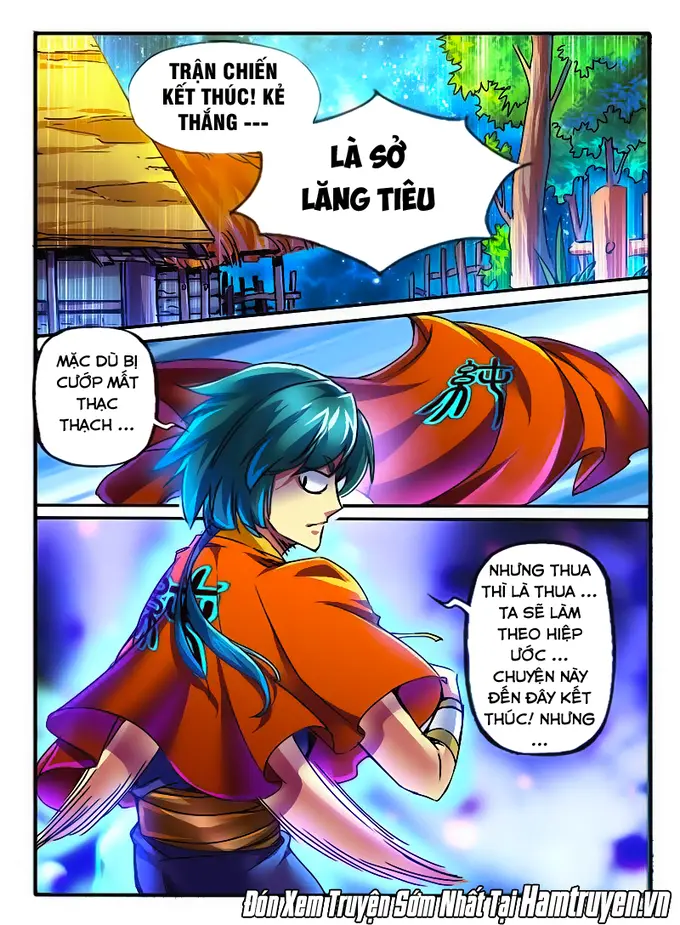 TRẬN CHIẾN
KẾT THÚC! KẺ
THẮNG ---
LÀ SỞ
LĂNG TIÊU
MẶC DÙ BỊ
CƯỚP MẤT
THẠC
THẠCH ...
NHƯNG THUA
THÌ LÀ THUA ...
TA SẼ LÀM
THEO HIỆP
ƯỚC ...
CHUYỆN NÀY
ĐẾN ĐÂY KẾT
THÚC! NHƯNG
...
Đón Xem Truyện Sớm Nhất Tại Hamtruyen.vn